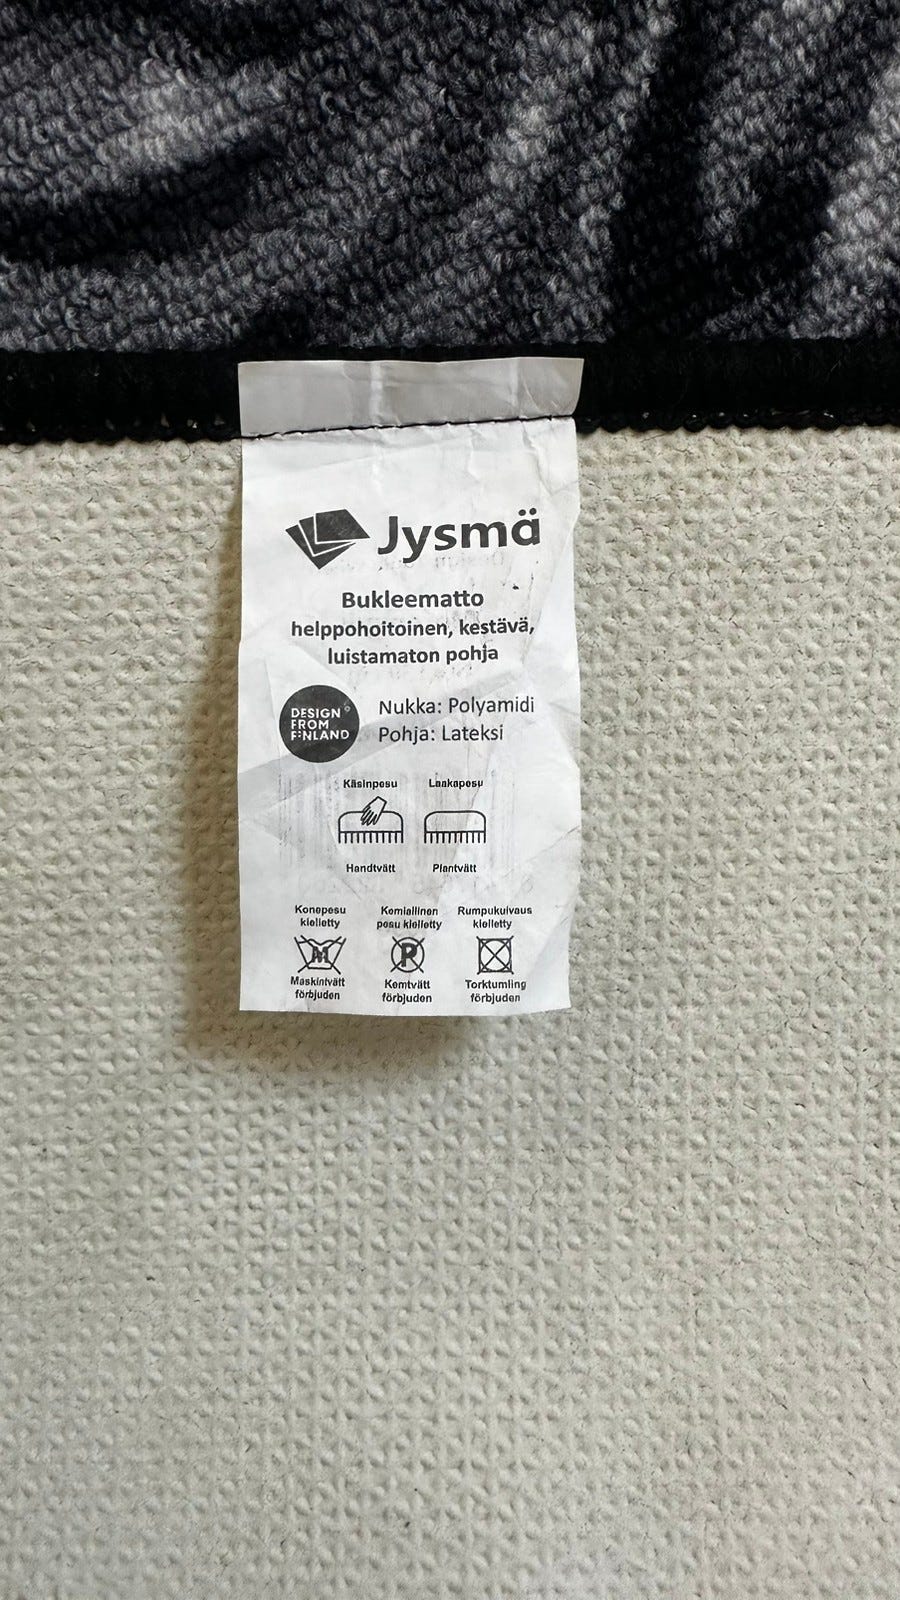 Jysmä
Bukleematto
helppohoitoinen, kestävä,
luistamaton pohja
DESIGN
FROM
FINLAND
Nukka: Polyamidi
Pohja: Lateksi
Käsinpesu
Laakapesu
Handtvätt
Plantvätt
Konepesu
kielletty
Kemiallinen
pesu kielletty
Rumpukuivaus
kielletty
M
P
Maskintvätt
förbjuden
Kemtvätt
förbjuden
Torktumling
förbjuden